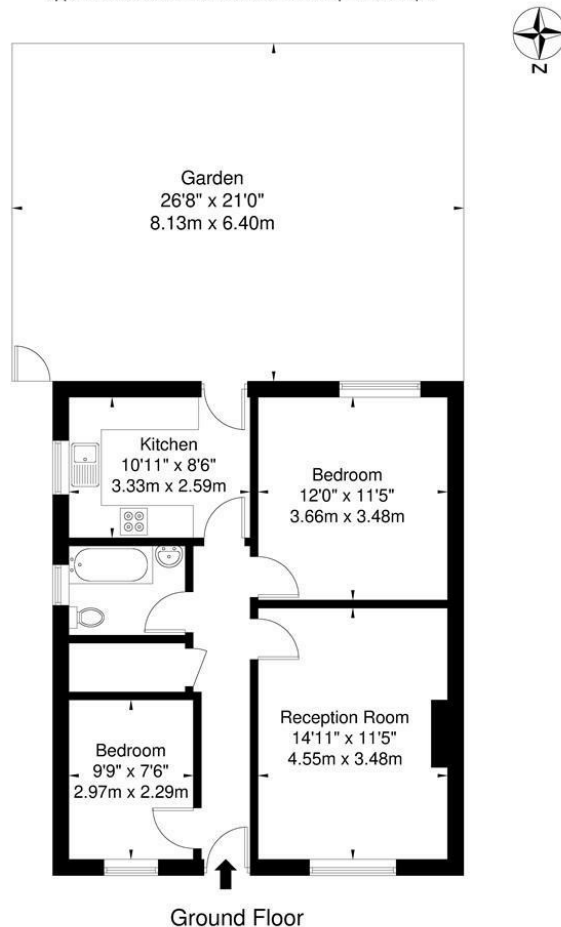 N
Garden
26'8" x 21'0"
8.13m x 6.40m
Kitchen
10'11" x 8'6"
3.33m x 2.59m
Bedroom
12'0" x 11'5"
3.66m x 3.48m
Reception Room
14'11" x 11'5"
4.55m x 3.48m
Bedroom
9'9" x 7'6"
2.97m x 2.29m
Ground Floor